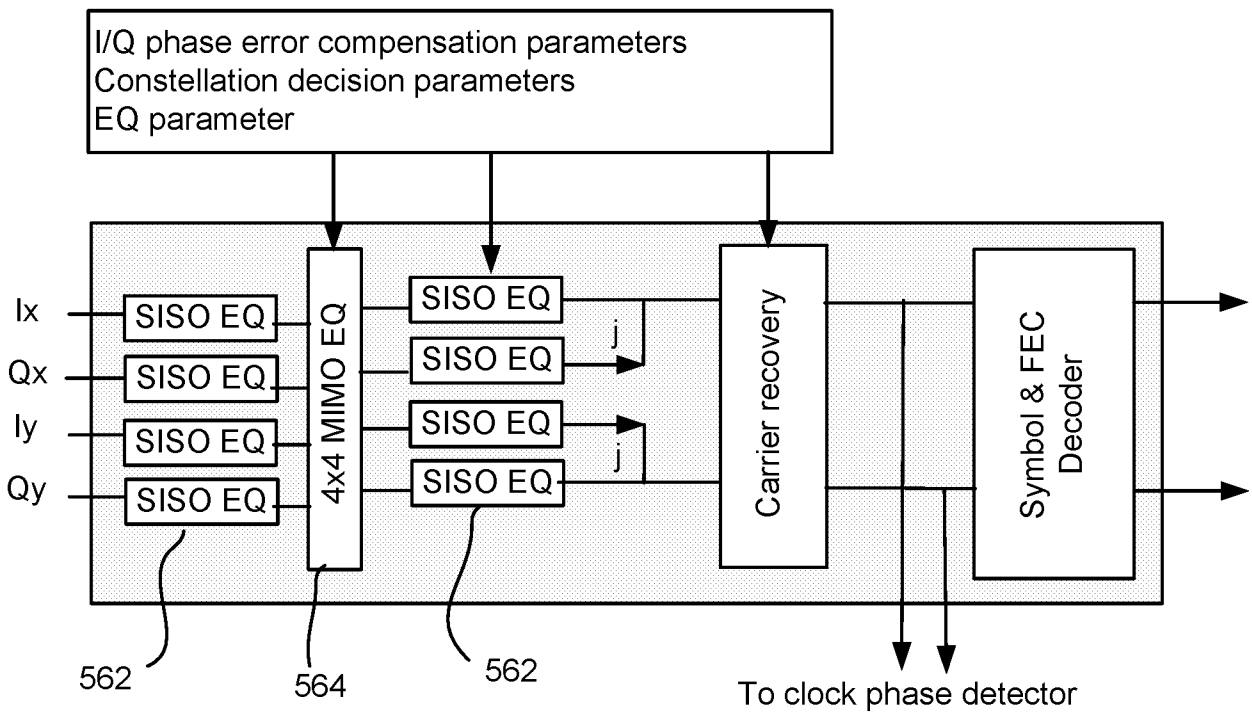 I/Q phase error compensation parameters
Constellation decision parameters
EQ parameter
Ix
Qx
Iy
Qy
SISO EQ
SISO EQ
SISO EQ
SISO EQ
4x4 MIMO EQ
SISO EQ
SISO EQ
SISO EQ
SISO EQ
j
j
Carrier recovery
Symbol & FEC
Decoder
562
564
562
To clock phase detector